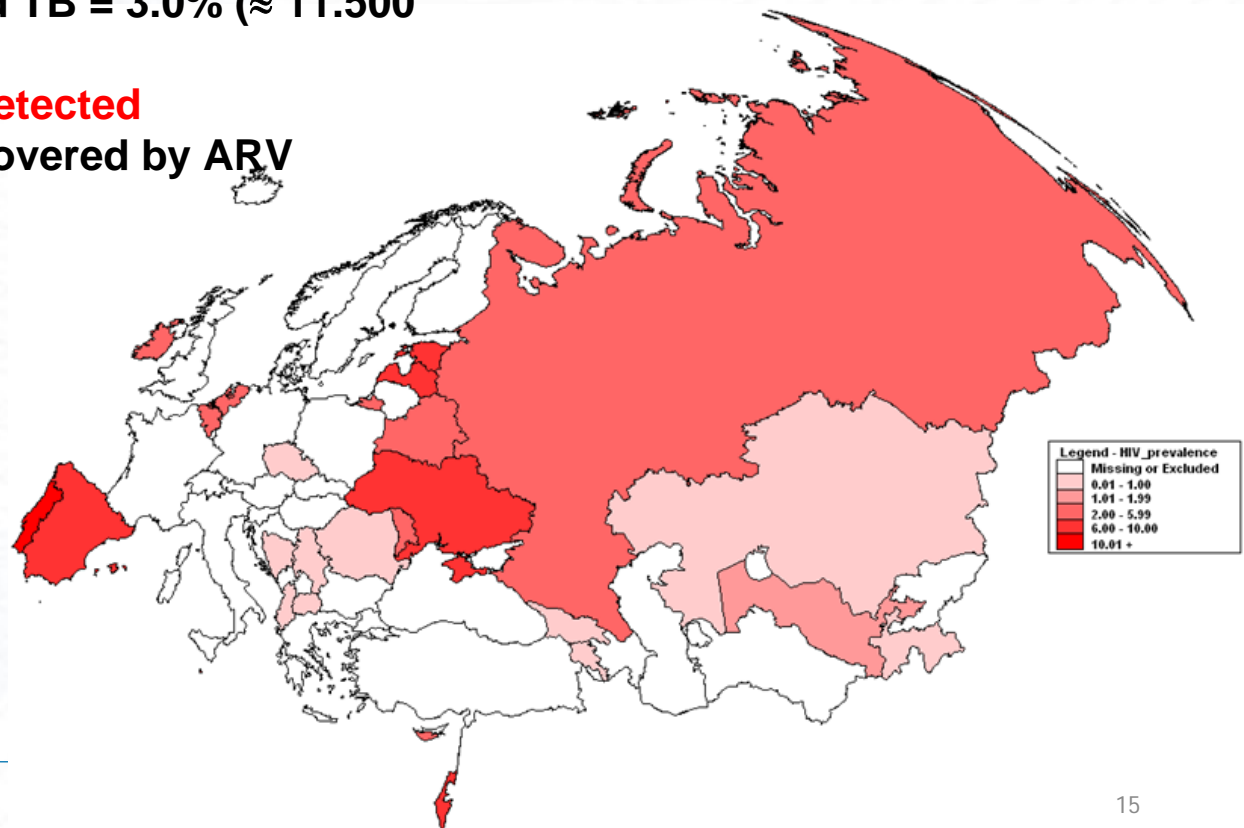 d TB = 3.0% (≈ 11.500
etected
overed by ARV
Legend - HIV_prevalence
Missing or Excluded
0.01 - 1.00
1.01 - 1.99
2.00 - 5.99
6.00 - 10.00
10.01 +
15